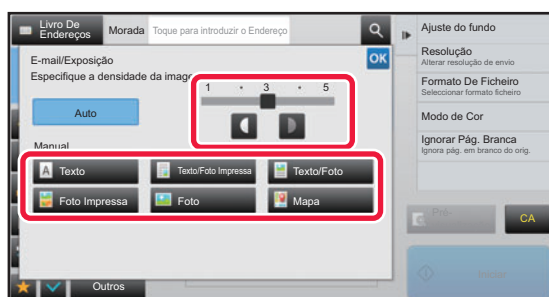 Livro De
Endereços
Morada
Toque para introduzir o Endereço
E-mail/Exposição
OK
Especifique a densidade da image
1 · 3 · 5
Auto
Manual
Texto
Texto/Foto Impressa
Texto/Foto
Foto Impressa
Foto
Mapa
Outros
Ajuste do fundo
Resolução
Alterar resolução de envio
Formato De Ficheiro
Seleccionar formato ficheiro
Modo de Cor
Ignorar Pág. Branca
Ignora pág. em branco do orig.
Pré-
CA
Iniciar